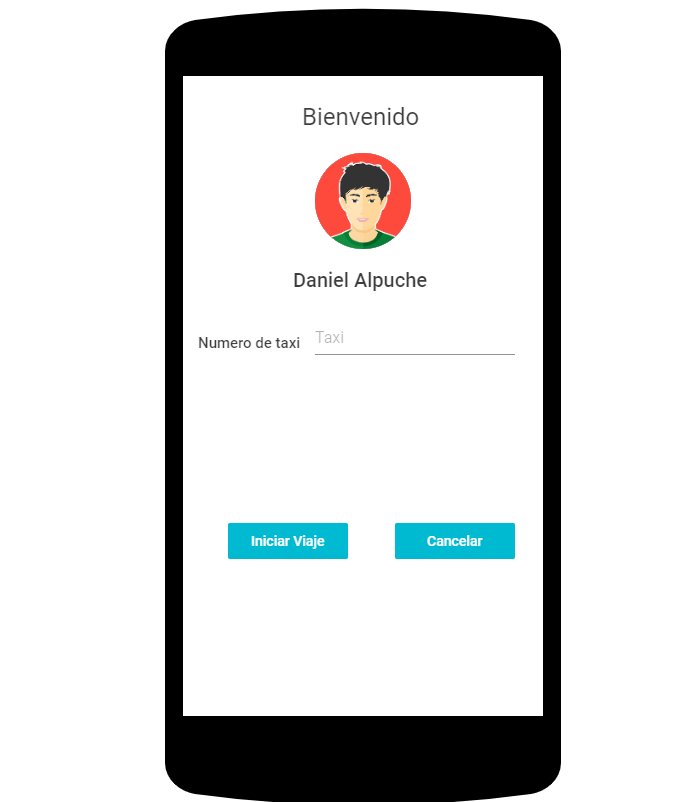 Bienvenido
Daniel Alpuche
Numero de taxi Taxi
Iniciar Viaje Cancelar